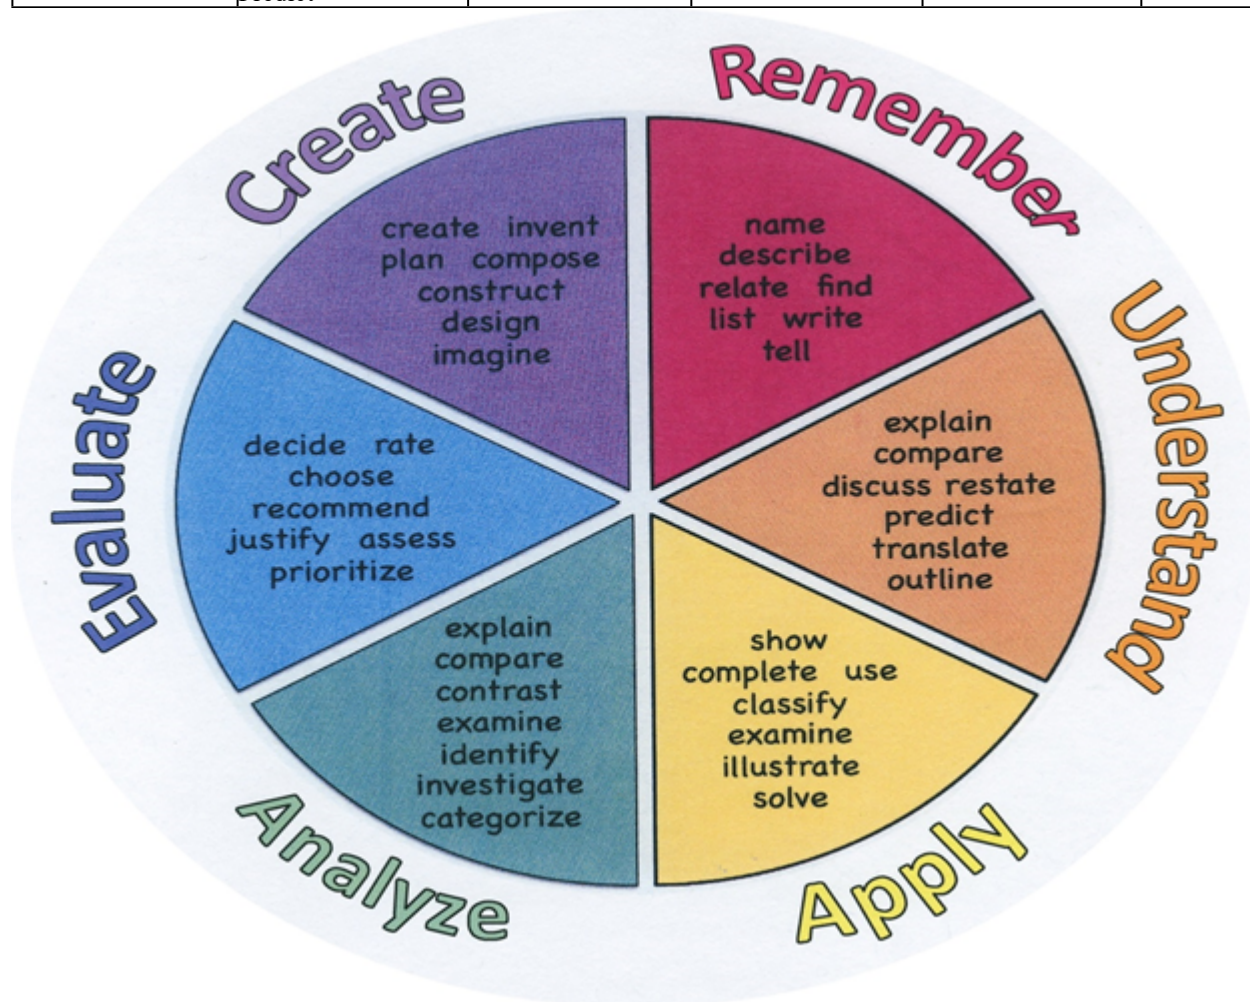 Remember
name
describe
relate find
list write
tell
Understand
explain
compare
discuss restate
predict
translate
outline
Apply
show
complete use
classify
examine
illustrate
solve
Analyze
explain
compare
contrast
examine
identify
investigate
categorize
Evaluate
decide rate
choose
recommend
justify assess
prioritize
Create
create invent
plan compose
construct
design
imagine